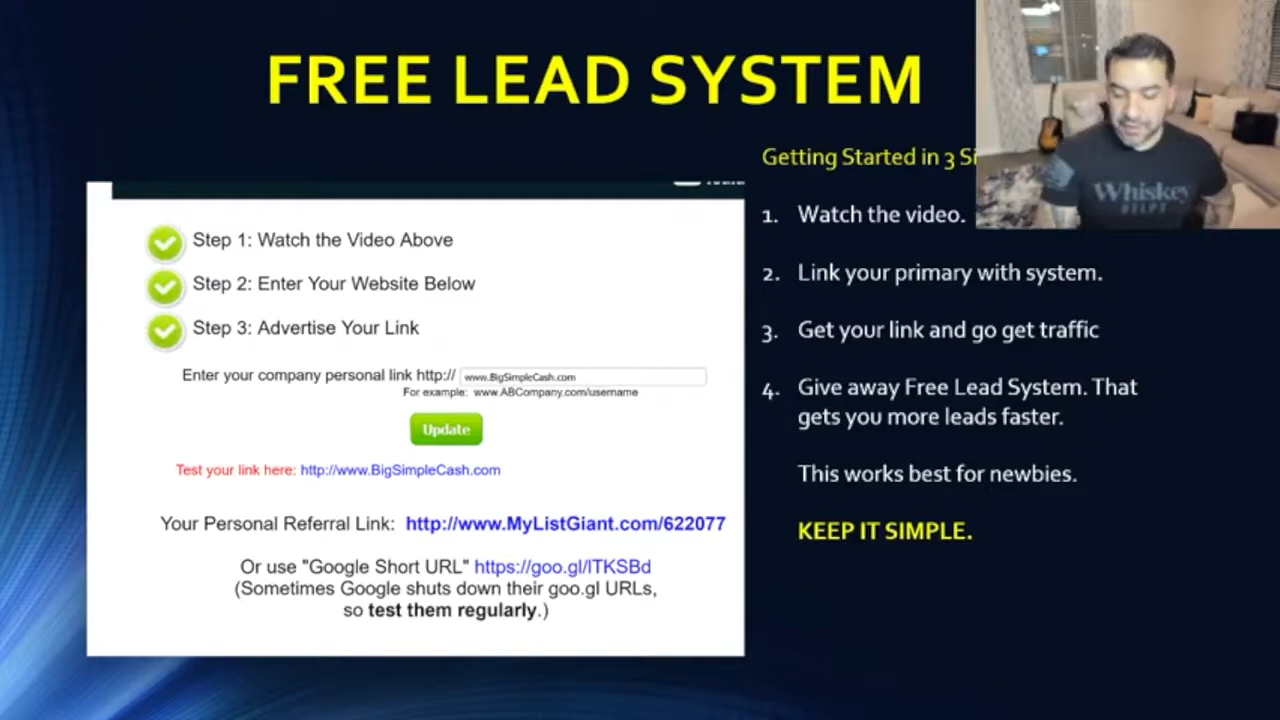 FREE LEAD SYSTEM
Getting Started in 3
Step 1: Watch the Video Above
Step 2: Enter Your Website Below
Step 3: Advertise Your Link
Enter your company personal link http:// www.BigSimpleCash.com
For example: www.ABCompany.com/username
Update
Test your link here: http://www.BigSimpleCash.com
Your Personal Referral Link: http://www.MyListGiant.com/622077
Or use "Google Short URL" https://goo.gl/lTKSBd
(Sometimes Google shuts down their goo.gl URLs,
so test them regularly.)
1. Watch the video.
2. Link your primary with system.
3. Get your link and go get traffic
4. Give away Free Lead System. That
gets you more leads faster.
This works best for newbies.
KEEP IT SIMPLE.
Whiskey
HELPS